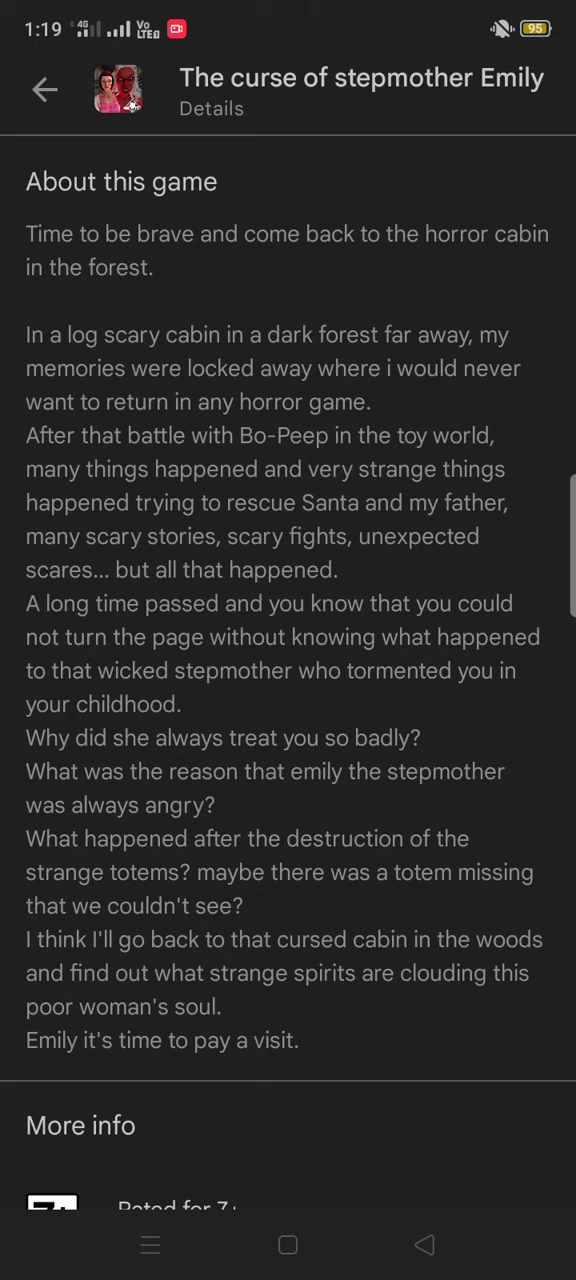 1:19 4G Vo LTE 95
The curse of stepmother Emily
Details
About this game
Time to be brave and come back to the horror cabin
in the forest.
In a log scary cabin in a dark forest far away, my
memories were locked away where i would never
want to return in any horror game.
After that battle with Bo-Peep in the toy world,
many things happened and very strange things
happened trying to rescue Santa and my father,
many scary stories, scary fights, unexpected
scares... but all that happened.
A long time passed and you know that you could
not turn the page without knowing what happened
to that wicked stepmother who tormented you in
your childhood.
Why did she always treat you so badly?
What was the reason that emily the stepmother
was always angry?
What happened after the destruction of the
strange totems? maybe there was a totem missing
that we couldn't see?
I think I'll go back to that cursed cabin in the woods
and find out what strange spirits are clouding this
poor woman's soul.
Emily it's time to pay a visit.
More info
7+ Rated for 7+